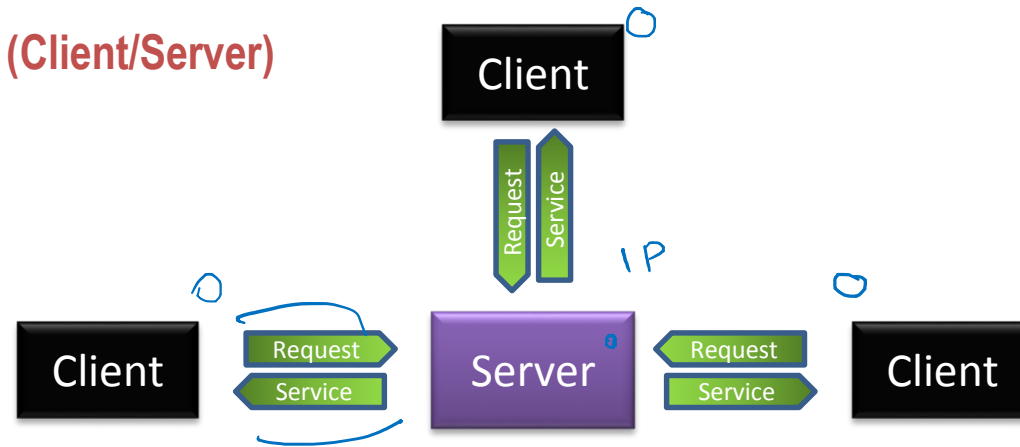 (Client/Server)
Client
Request
Service
IP
Client
Request
Service
Server
Request
Service
Client